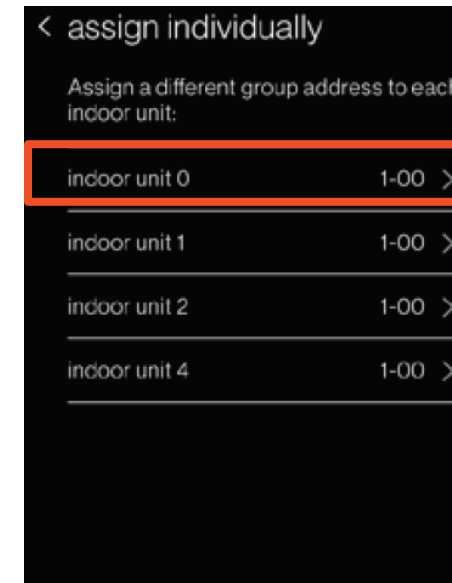 < assign individually
Assign a different group address to each
indoor unit:
indoor unit 0 1-00 >
indoor unit 1 1-00 >
indoor unit 2 1-00 >
indoor unit 4 1-00 >